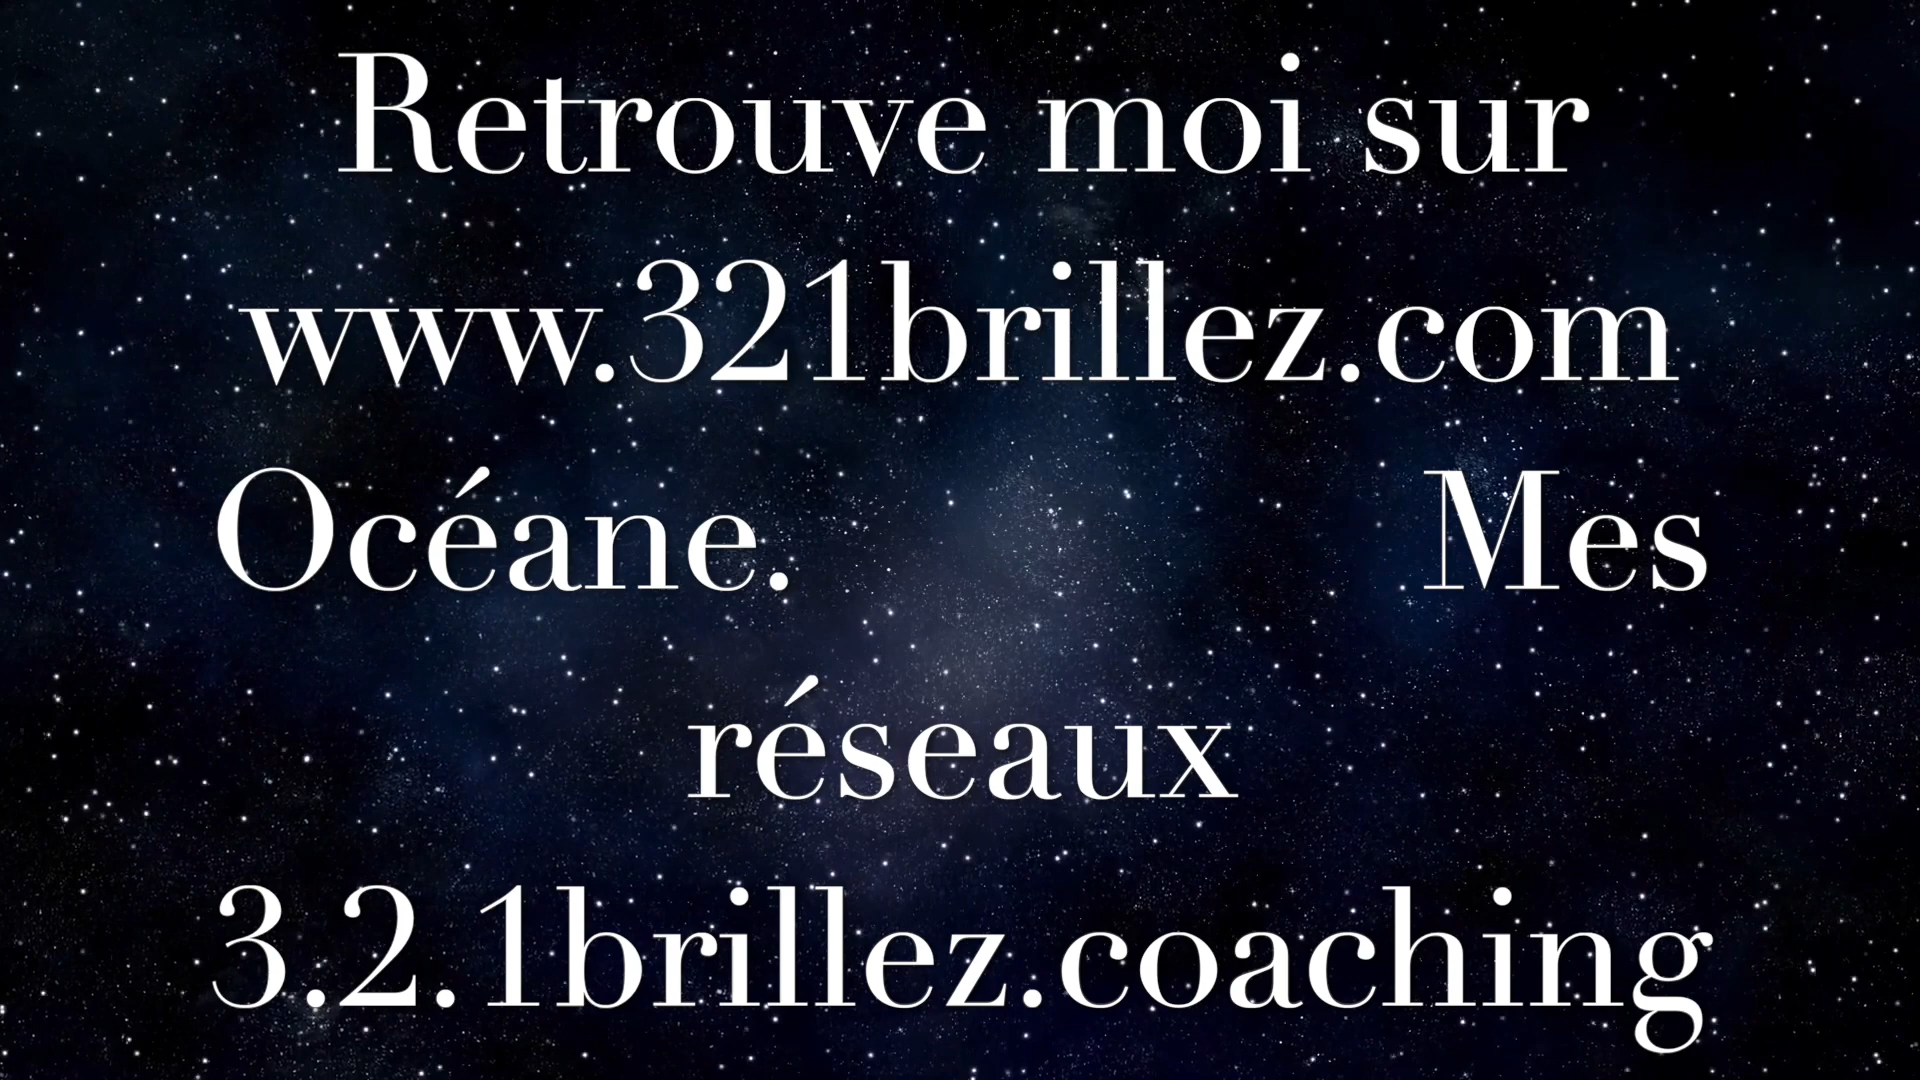 Retrouve moi sur
www.321brillez.com
Océane. Mes
réseaux
3.2.1brillez.coaching